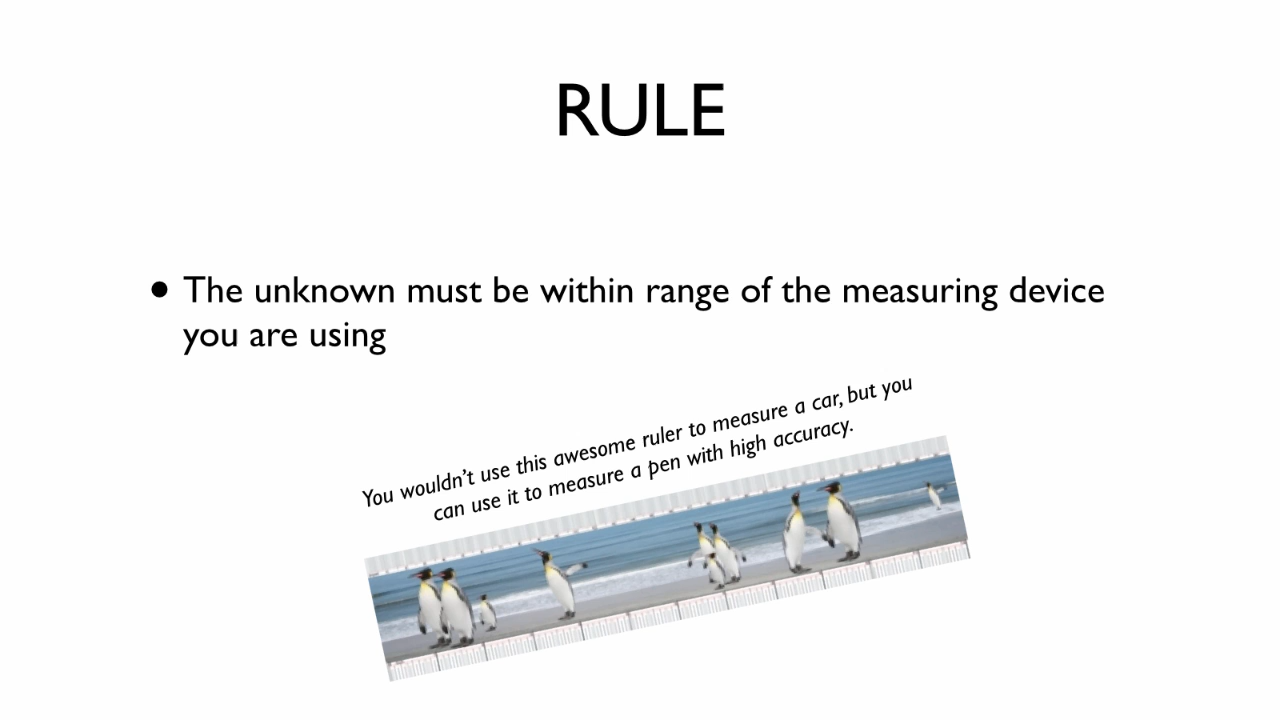 RULE
• The unknown must be within range of the measuring device
you are using
You wouldn't use this awesome ruler to measure a car, but you
can use it to measure a pen with high accuracy.